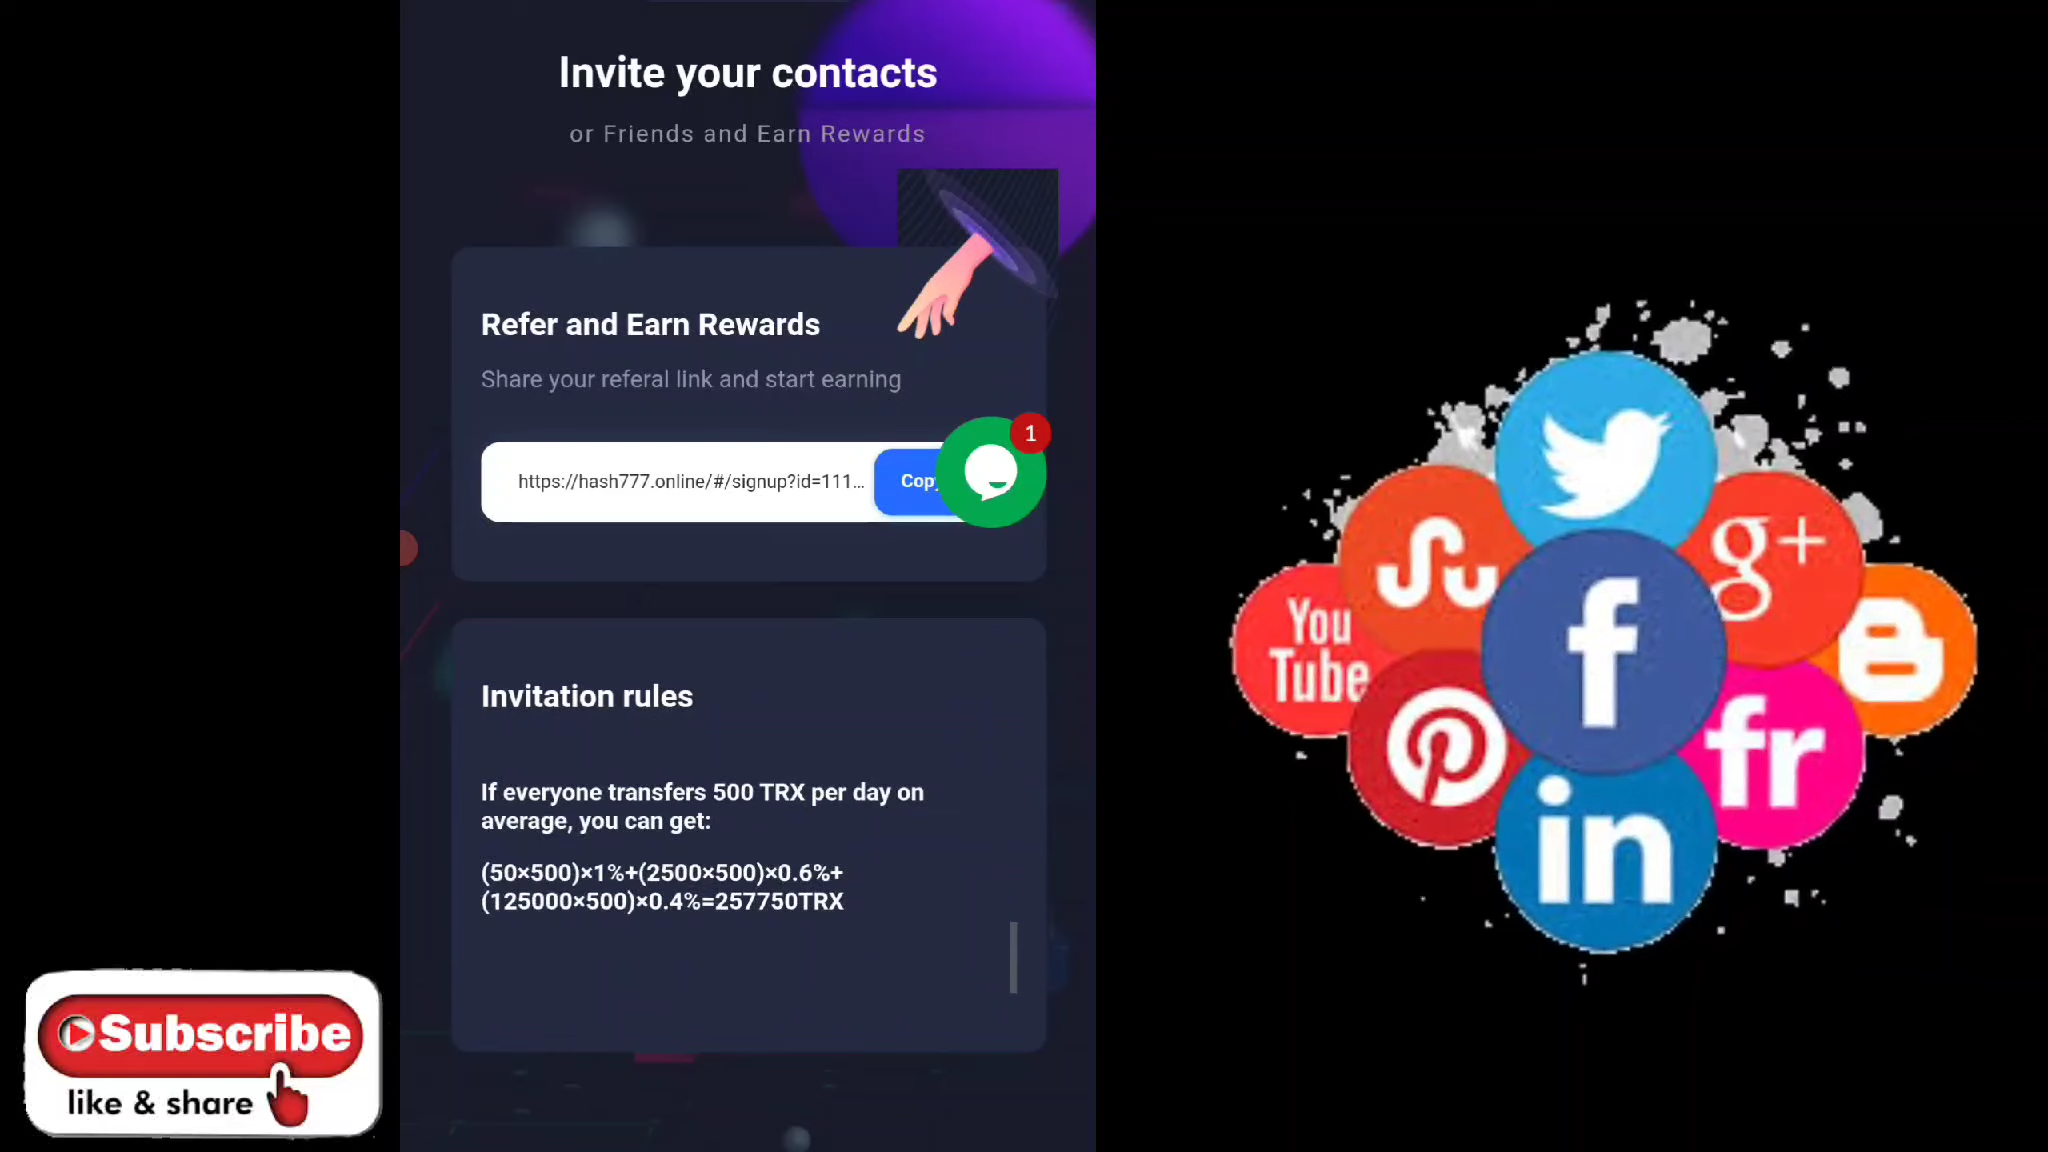 Invite your contacts
or Friends and Earn Rewards
Refer and Earn Rewards
Share your referal link and start earning
https://hash777.online/#/signup?id=111...
Copy
1
Invitation rules
If everyone transfers 500 TRX per day on
average, you can get:
(50×500)×1%+(2500×500)×0.6%+
(125000×500)×0.4%=257750TRX
Subscribe
like & share
g+
You
Tube
f
fr
in